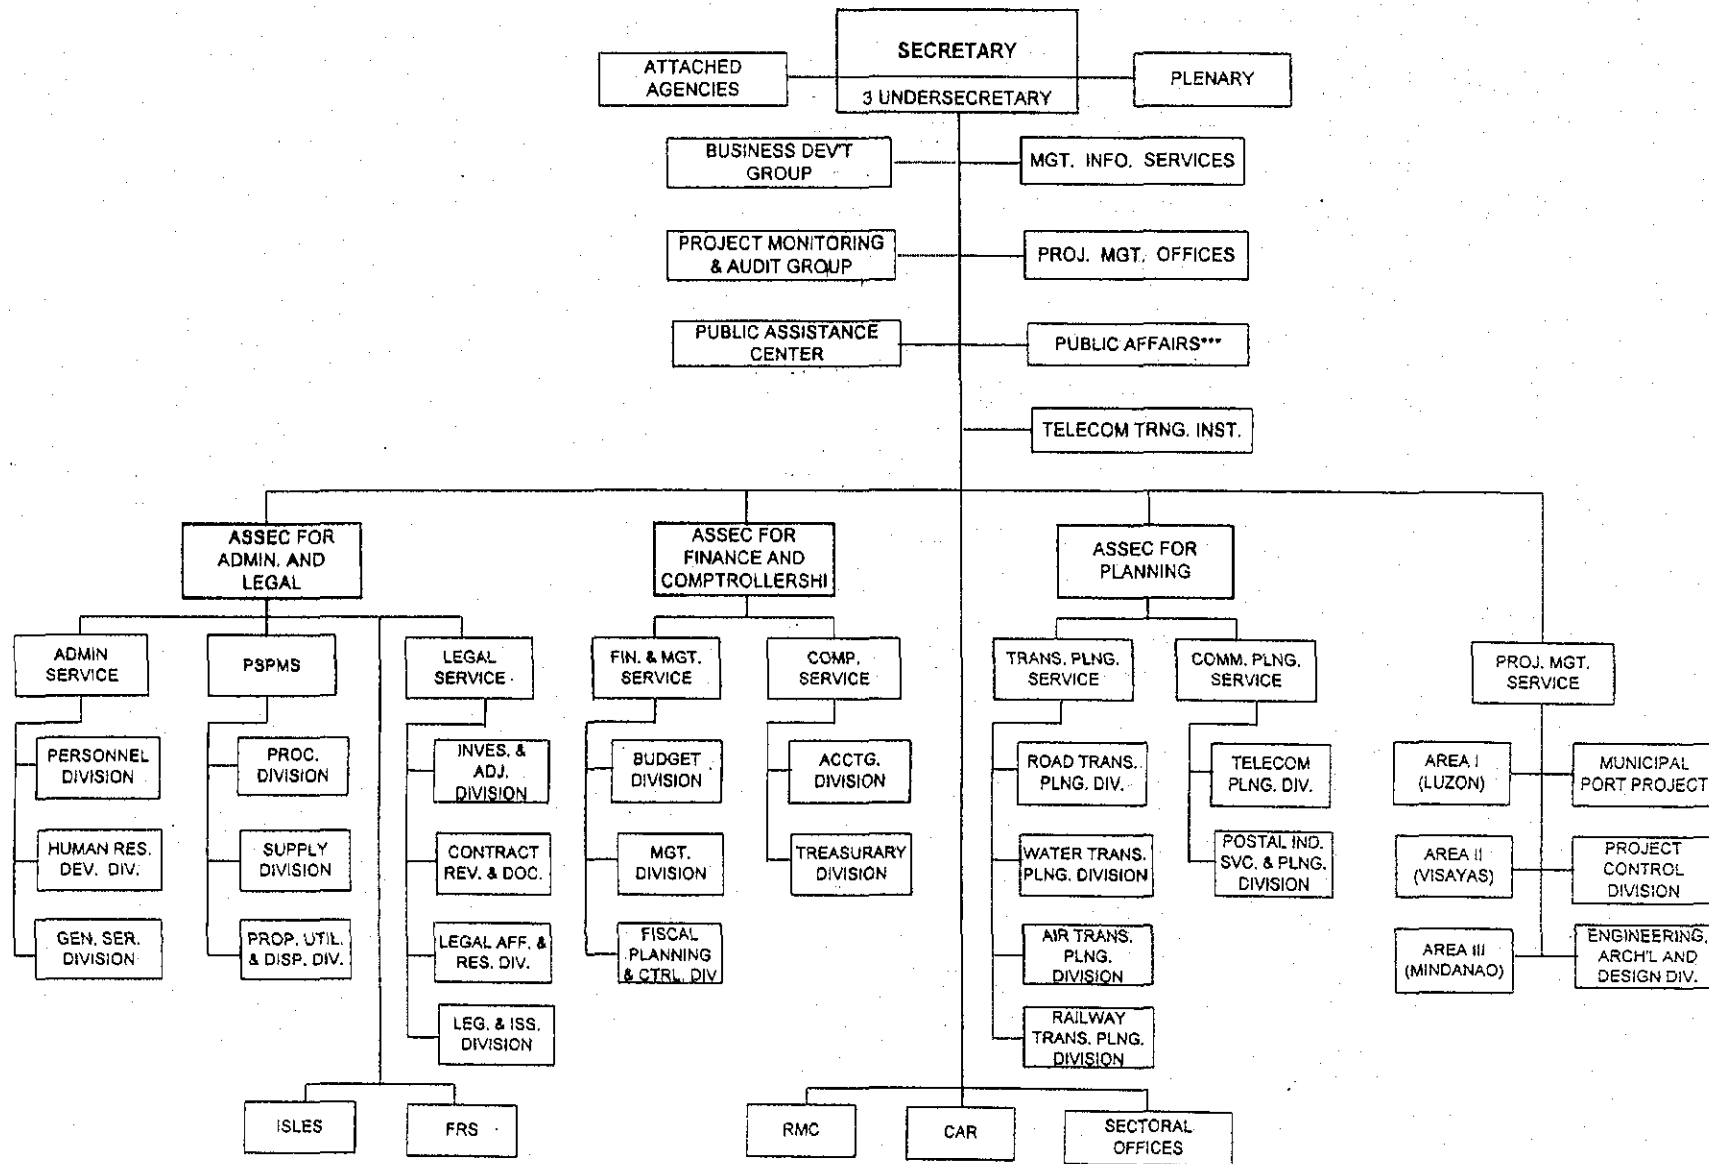 SECRETARY
3 UNDERSECRETARY
ATTACHED
AGENCIES
PLENARY
BUSINESS DEV'T
GROUP
MGT. INFO. SERVICES
PROJECT MONITORING
& AUDIT GROUP
PROJ. MGT. OFFICES
PUBLIC ASSISTANCE
CENTER
PUBLIC AFFAIRS***
TELECOM TRNG. INST.
ASSEC FOR
ADMIN. AND
LEGAL
ASSEC FOR
FINANCE AND
COMPTROLLERSHI
ASSEC FOR
PLANNING
ADMIN
SERVICE
PSPMS
LEGAL
SERVICE
FIN. & MGT.
SERVICE
COMP.
SERVICE
TRANS. PLNG.
SERVICE
COMM. PLNG.
SERVICE
PROJ. MGT.
SERVICE
PERSONNEL
DIVISION
PROC.
DIVISION
INVES. &
ADJ.
DIVISION
BUDGET
DIVISION
ACCTG.
DIVISION
ROAD TRANS.
PLNG. DIV.
TELECOM
PLNG. DIV.
AREA I
(LUZON)
MUNICIPAL
PORT PROJECT
HUMAN RES.
DEV. DIV.
SUPPLY
DIVISION
CONTRACT
REV. & DOC.
MGT.
DIVISION
TREASURARY
DIVISION
WATER TRANS.
PLNG. DIVISION
POSTAL IND.
SVC. & PLNG.
DIVISION
AREA II
(VISAYAS)
PROJECT
CONTROL
DIVISION
GEN. SER.
DIVISION
PROP. UTIL.
& DISP. DIV.
LEGAL AFF. &
RES. DIV.
FISCAL
PLANNING
& CTRL. DIV
AIR TRANS.
PLNG.
DIVISION
AREA III
(MINDANAO)
ENGINEERING,
ARCH'L AND
DESIGN DIV.
LEG. & ISS.
DIVISION
RAILWAY
TRANS. PLNG.
DIVISION
ISLES
FRS
RMC
CAR
SECTORAL
OFFICES